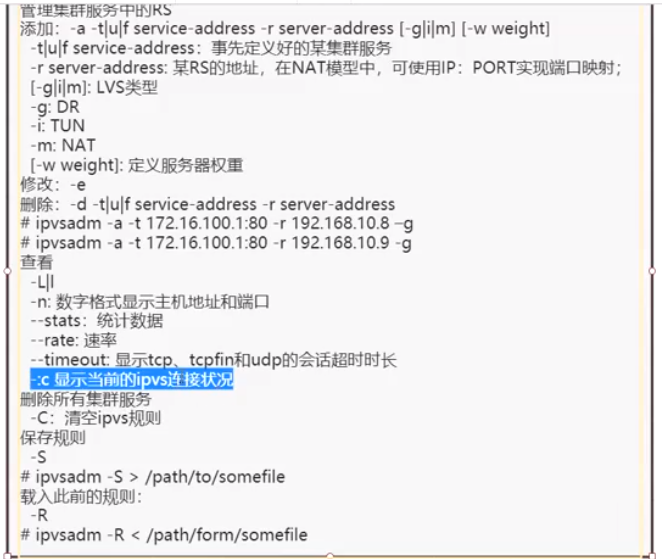 管理集群服务中的RS
添加：-a -t|u|f service-address -r server-address [-g|i|m] [-w weight]
-t|u|f service-address：事先定义好的某集群服务
-r server-address: 某RS的地址，在NAT模型中，可使用IP：PORT实现端口映射；
[-g|i|m]: LVS类型
-g: DR
-i: TUN
-m: NAT
[-w weight]: 定义服务器权重
修改：-e
删除：-d -t|u|f service-address -r server-address
# ipvsadm -a -t 172.16.100.1:80 -r 192.168.10.8 –g
# ipvsadm -a -t 172.16.100.1:80 -r 192.168.10.9 -g
查看
-L|l
-n: 数字格式显示主机地址和端口
--stats：统计数据
--rate: 速率
--timeout: 显示tcp、tcpfin和udp的会话超时时长
-:c 显示当前的ipvs连接状况
删除所有集群服务
-C：清空ipvs规则
保存规则
-S
# ipvsadm -S > /path/to/somefile
载入此前的规则：
-R
# ipvsadm -R < /path/form/somefile